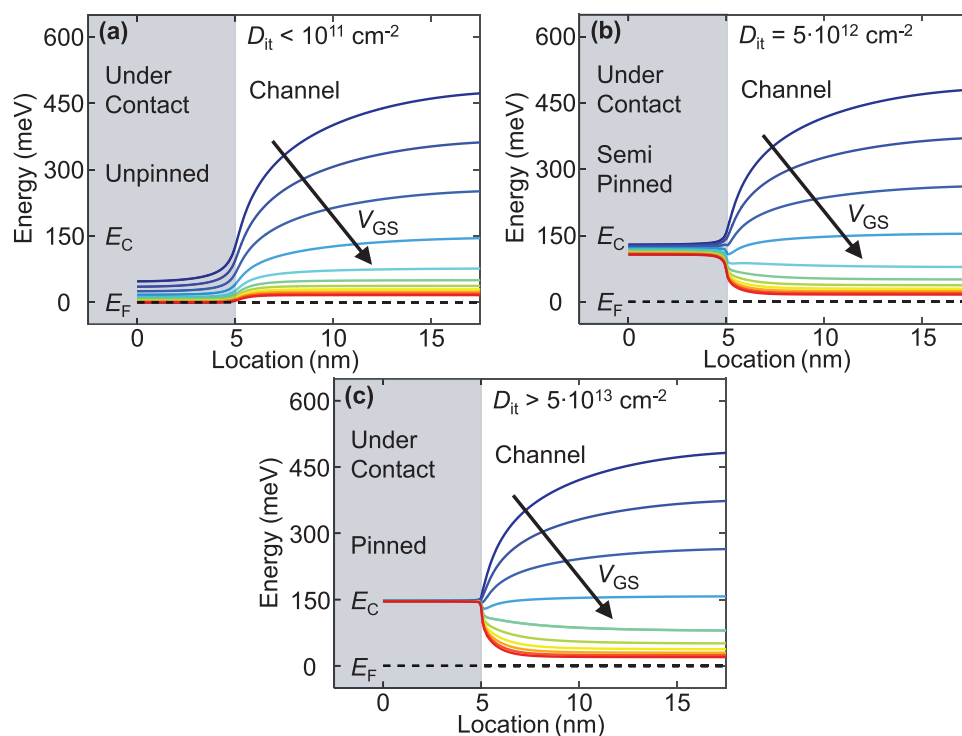 (a)
D_it < 10^11 cm^-2
600
450
300
150
0
Energy (meV)
Under
Contact
Channel
Unpinned
V_GS
E_C
E_F
0
5
10
15
Location (nm)
(b)
D_it = 5·10^12 cm^-2
600
450
300
150
0
Energy (meV)
Under
Contact
Channel
Semi
Pinned
V_GS
E_C
E_F
0
5
10
15
Location (nm)
(c)
D_it > 5·10^13 cm^-2
600
450
300
150
0
Energy (meV)
Under
Contact
Channel
Pinned
V_GS
E_C
E_F
0
5
10
15
Location (nm)